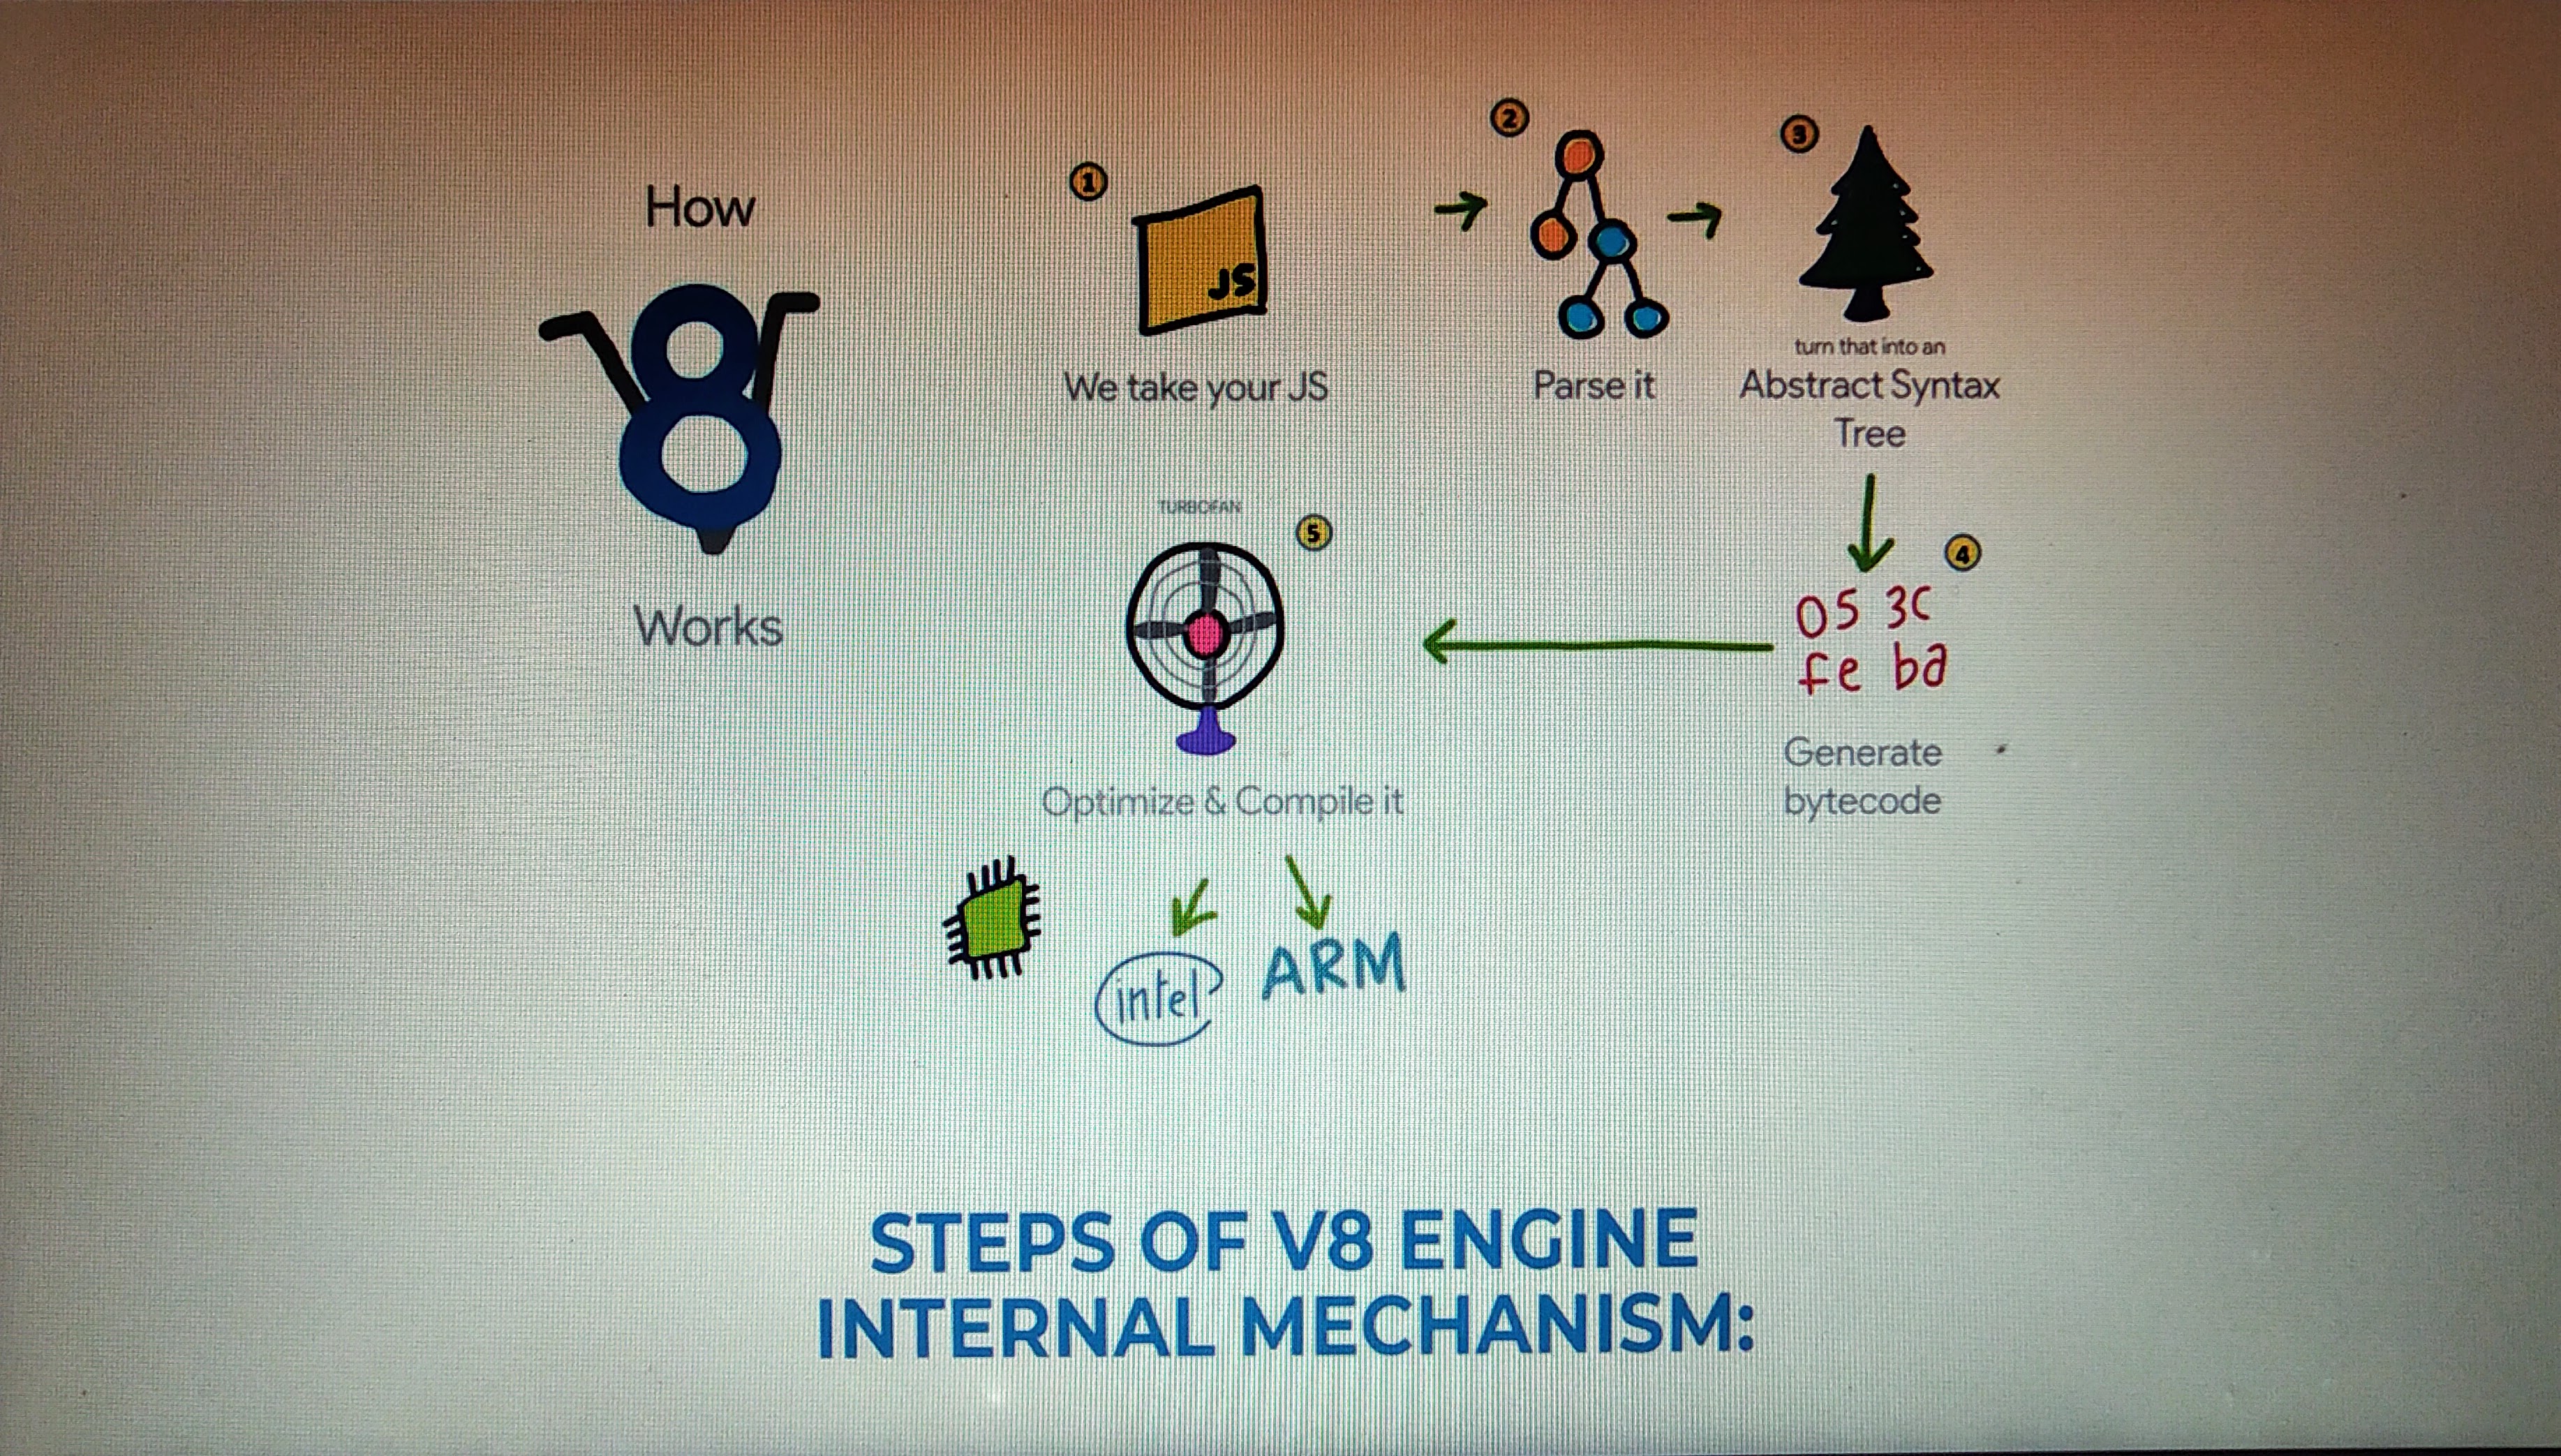 How
8
Works
1
JS
We take your JS
2
Parse it
3
turn that into an
Abstract Syntax
Tree
4
05 3C
fe ba
Generate
bytecode
TURBOFAN
5
Optimize & Compile it
intel
ARM
STEPS OF V8 ENGINE
INTERNAL MECHANISM: